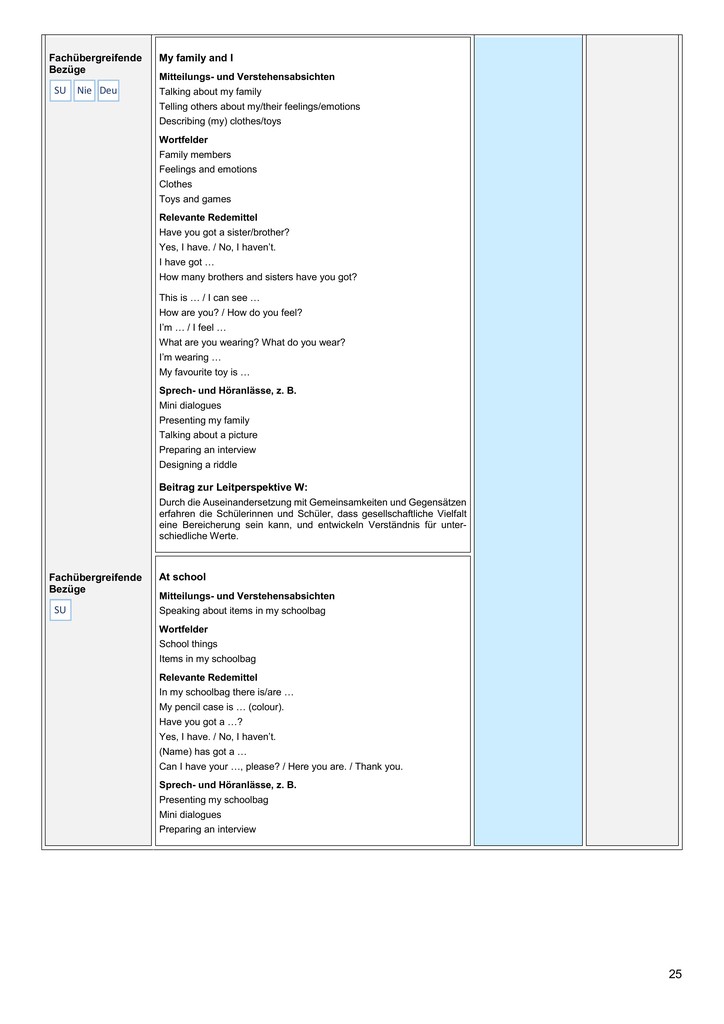 Fachübergreifende
Bezüge
SU Nie Deu
My family and I
Mitteilungs- und Verstehensabsichten
Talking about my family
Telling others about my/their feelings/emotions
Describing (my) clothes/toys
Wortfelder
Family members
Feelings and emotions
Clothes
Toys and games
Relevante Redemittel
Have you got a sister/brother?
Yes, I have. / No, I haven't.
I have got …
How many brothers and sisters have you got?
This is … / I can see …
How are you? / How do you feel?
I'm … / I feel …
What are you wearing? What do you wear?
I'm wearing …
My favourite toy is …
Sprech- und Höranlässe, z. B.
Mini dialogues
Presenting my family
Talking about a picture
Preparing an interview
Designing a riddle
Beitrag zur Leitperspektive W:
Durch die Auseinandersetzung mit Gemeinsamkeiten und Gegensätzen
erfahren die Schülerinnen und Schüler, dass gesellschaftliche Vielfalt
eine Bereicherung sein kann, und entwickeln Verständnis für unter-
schiedliche Werte.
Fachübergreifende
Bezüge
SU
At school
Mitteilungs- und Verstehensabsichten
Speaking about items in my schoolbag
Wortfelder
School things
Items in my schoolbag
Relevante Redemittel
In my schoolbag there is/are …
My pencil case is … (colour).
Have you got a …?
Yes, I have. / No, I haven't.
(Name) has got a …
Can I have your …, please? / Here you are. / Thank you.
Sprech- und Höranlässe, z. B.
Presenting my schoolbag
Mini dialogues
Preparing an interview
25